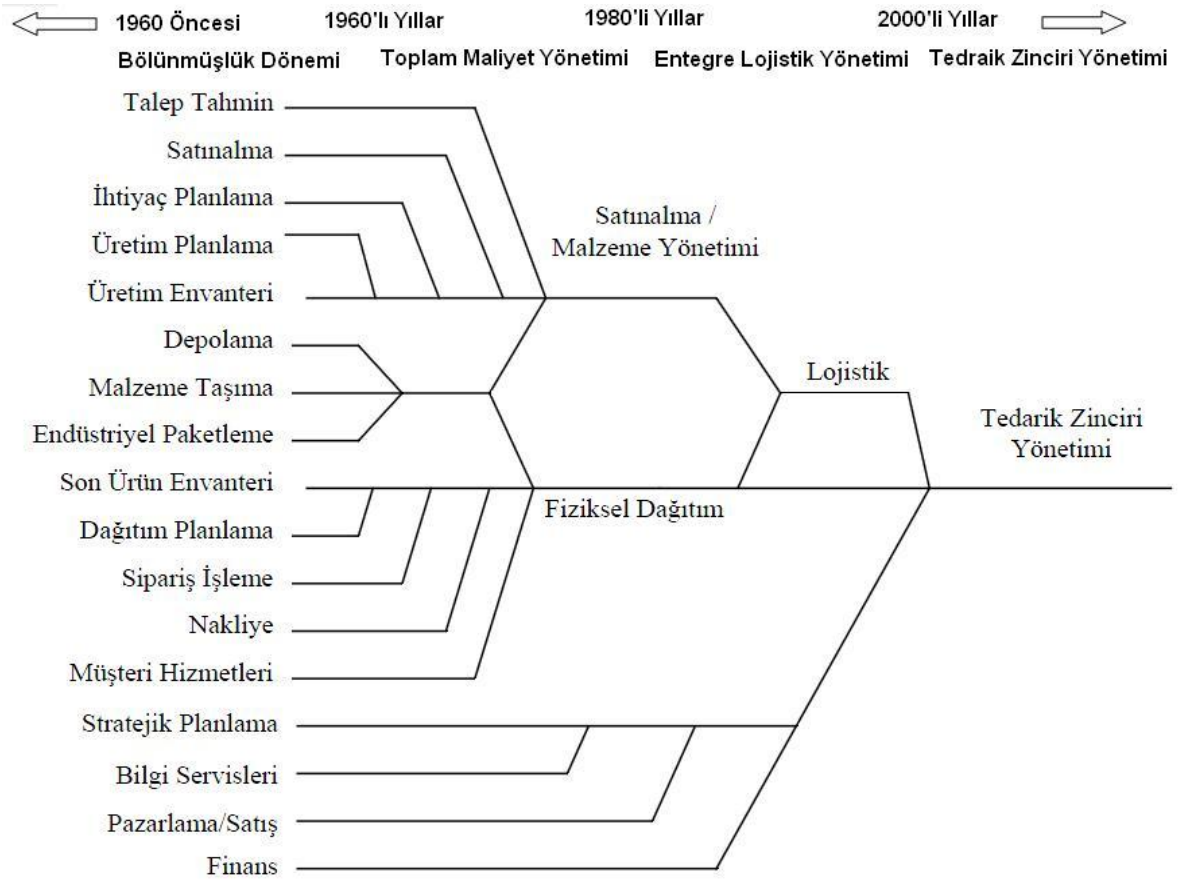 1960 Öncesi 1960'lı Yıllar 1980'li Yıllar 2000'li Yıllar
Bölünmüşlük Dönemi Toplam Maliyet Yönetimi Entegre Lojistik Yönetimi Tedraik Zinciri Yönetimi
Talep Tahmin
Satınalma
İhtiyaç Planlama
Üretim Planlama
Üretim Envanteri
Depolama
Malzeme Taşıma
Endüstriyel Paketleme
Son Ürün Envanteri
Dağıtım Planlama
Sipariş İşleme
Nakliye
Müşteri Hizmetleri
Stratejik Planlama
Bilgi Servisleri
Pazarlama/Satış
Finans
Satınalma /
Malzeme Yönetimi
Fiziksel Dağıtım
Lojistik
Tedarik Zinciri
Yönetimi